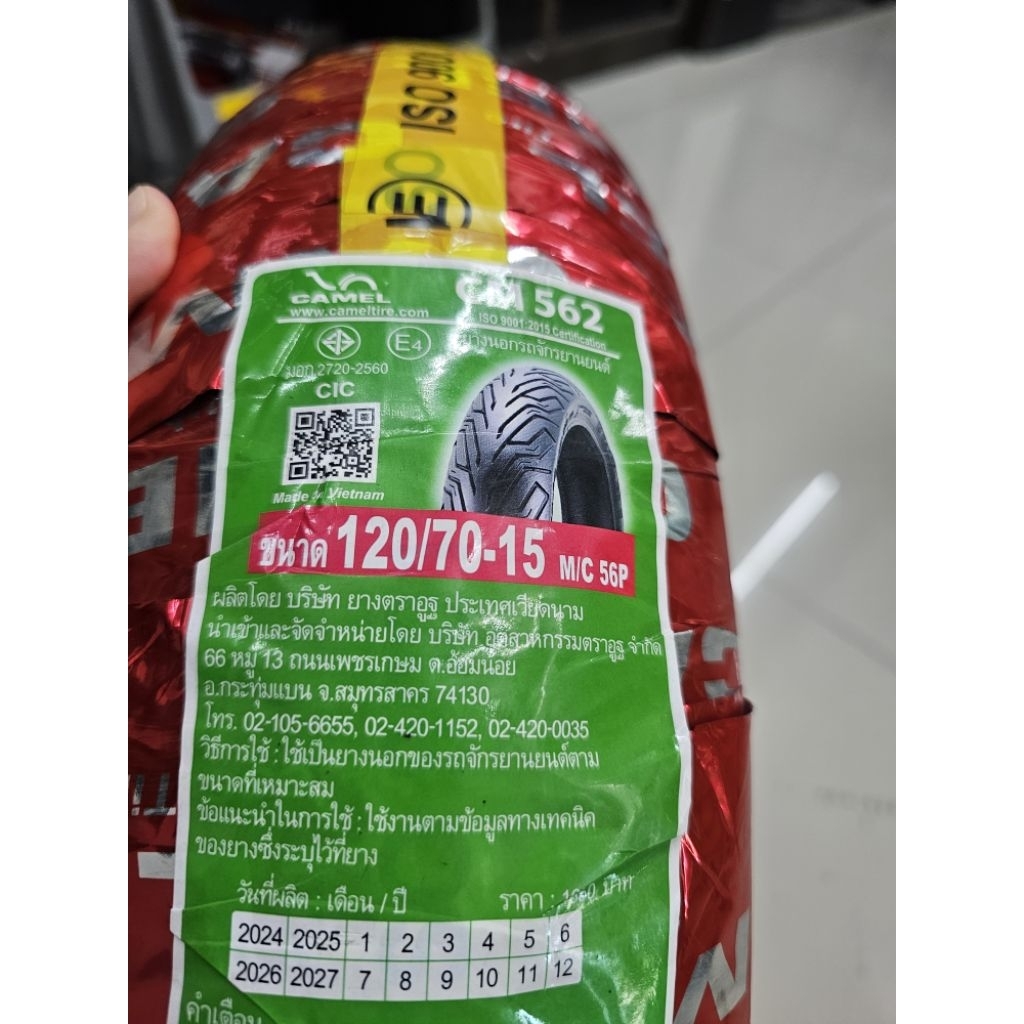 ISO 900
CAMEL
www.cameltire.com
CM 562
ISO 9001:2015 Certification
ยางนอกรถจักรยานยนต์
E4
มอก.2720-2560
CIC
Made in Vietnam
ขนาด 120/70-15 M/C 56P
ผลิตโดย บริษัท ยางตราอูฐ ประเทศเวียดนาม
นำเข้าและจัดจำหน่ายโดย บริษัท อุตสาหกรรมตราอูฐ จำกัด
66 หมู่ 13 ถนนเพชรเกษม ต.อ้อมน้อย
อ.กระทุ่มแบน จ.สมุทรสาคร 74130
โทร. 02-105-6655, 02-420-1152, 02-420-0035
วิธีการใช้ : ใช้เป็นยางนอกของรถจักรยานยนต์ตาม
ขนาดที่เหมาะสม
ข้อแนะนำในการใช้ : ใช้งานตามข้อมูลทางเทคนิค
ของยางซึ่งระบุไว้ที่ยาง
วันที่ผลิต : เดือน / ปี ราคา : บาท
2024 2025 1 2 3 4 5 6
2026 2027 7 8 9 10 11 12
คำเตือน